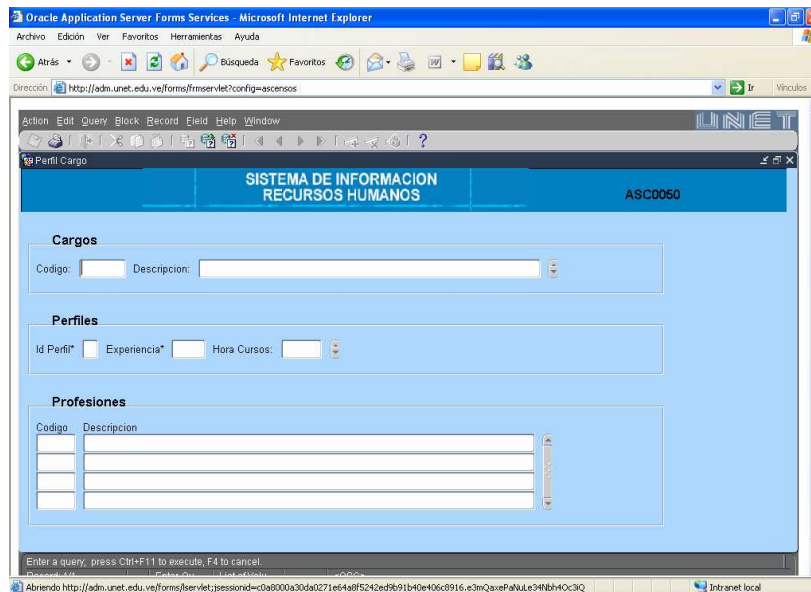 Oracle Application Server Forms Services - Microsoft Internet Explorer
Archivo Edición Ver Favoritos Herramientas Ayuda
Atrás Búsqueda Favoritos
Dirección http://adm.unet.edu.ve/forms/frmservlet?config=ascensos Ir Vínculos
Action Edit Query Block Record Field Help Window UNET
Perfil Cargo
SISTEMA DE INFORMACION
RECURSOS HUMANOS ASC0050
Cargos
Codigo: Descripcion:
Perfiles
Id Perfil* Experiencia* Hora Cursos:
Profesiones
Codigo Descripcion
Enter a query; press Ctrl+F11 to execute, F4 to cancel.
Record: 1/1
Abriendo http://adm.unet.edu.ve/forms/lservlet;jsessionid=c0a8000a30da0271e64a8f5242ed9b91b40e406c8916.e3mQaxePaNuLe34Nbh4Oc3iQ Intranet local